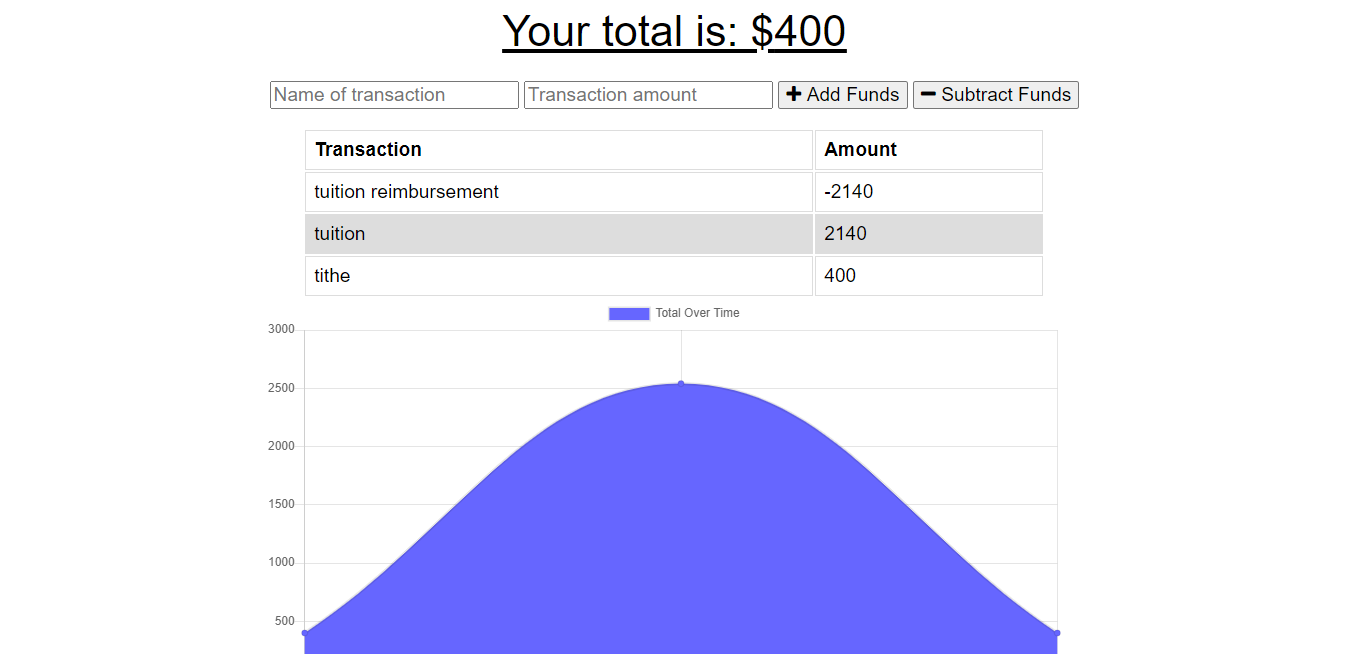 Your total is: $400
Name of transaction Transaction amount + Add Funds − Subtract Funds
Transaction Amount
tuition reimbursement -2140
tuition 2140
tithe 400
Total Over Time
3000
2500
2000
1500
1000
500